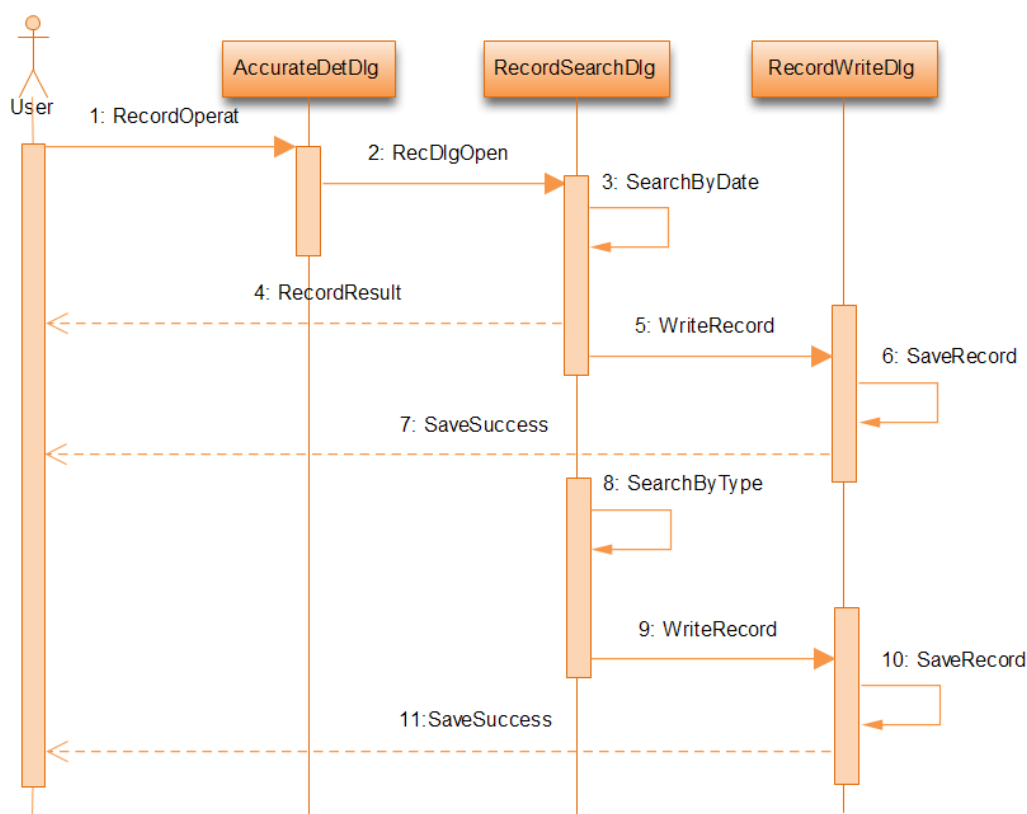 User
AccurateDetDlg
RecordSearchDlg
RecordWriteDlg
1: RecordOperat
2: RecDlgOpen
3: SearchByDate
4: RecordResult
5: WriteRecord
6: SaveRecord
7: SaveSuccess
8: SearchByType
9: WriteRecord
10: SaveRecord
11:SaveSuccess